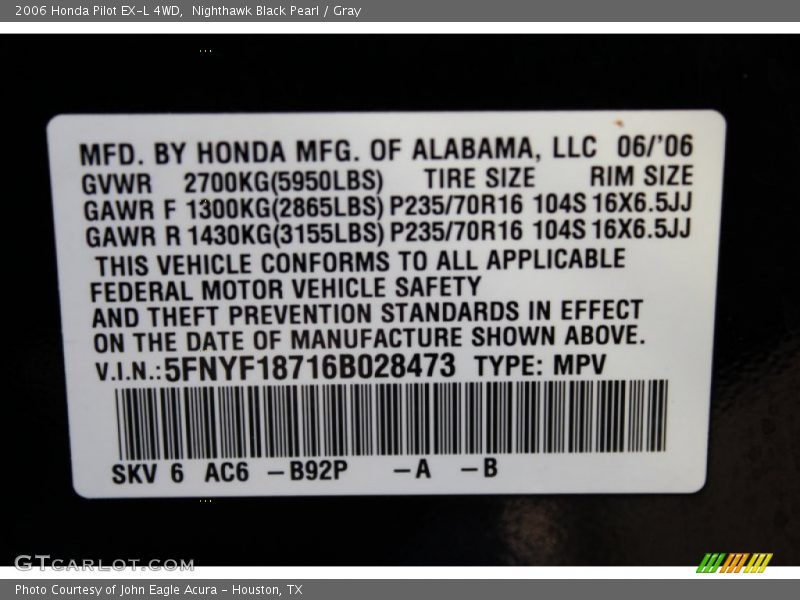 2006 Honda Pilot EX-L 4WD, Nighthawk Black Pearl / Gray
MFD. BY HONDA MFG. OF ALABAMA, LLC 06/'06
GVWR 2700KG(5950LBS) TIRE SIZE RIM SIZE
GAWR F 1300KG(2865LBS) P235/70R16 104S 16X6.5JJ
GAWR R 1430KG(3155LBS) P235/70R16 104S 16X6.5JJ
THIS VEHICLE CONFORMS TO ALL APPLICABLE
FEDERAL MOTOR VEHICLE SAFETY
AND THEFT PREVENTION STANDARDS IN EFFECT
ON THE DATE OF MANUFACTURE SHOWN ABOVE.
V.I.N.:5FNYF18716B028473 TYPE: MPV
SKV 6 AC6 -B92P -A -B
GTCARLOT.COM
Photo Courtesy of John Eagle Acura - Houston, TX